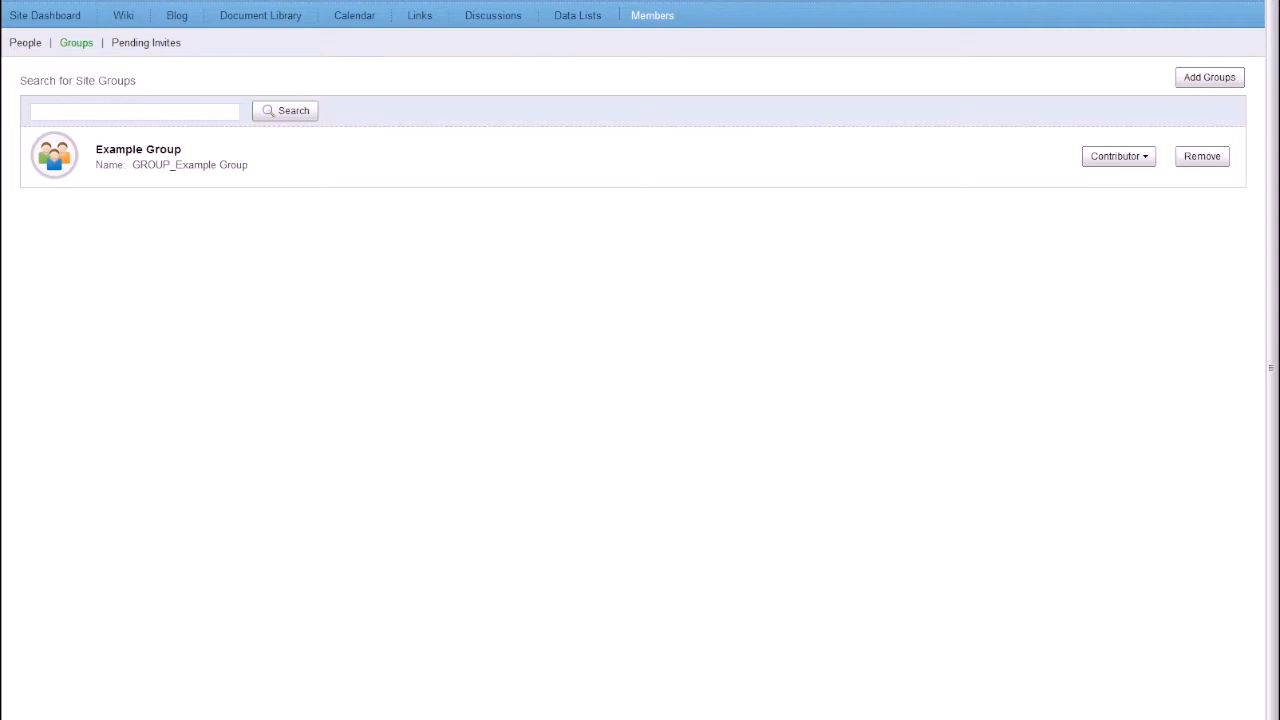 Site Dashboard Wiki Blog Document Library Calendar Links Discussions Data Lists Members
People | Groups | Pending Invites
Search for Site Groups
Add Groups
Search
Example Group
Name: GROUP_Example Group
Contributor
Remove